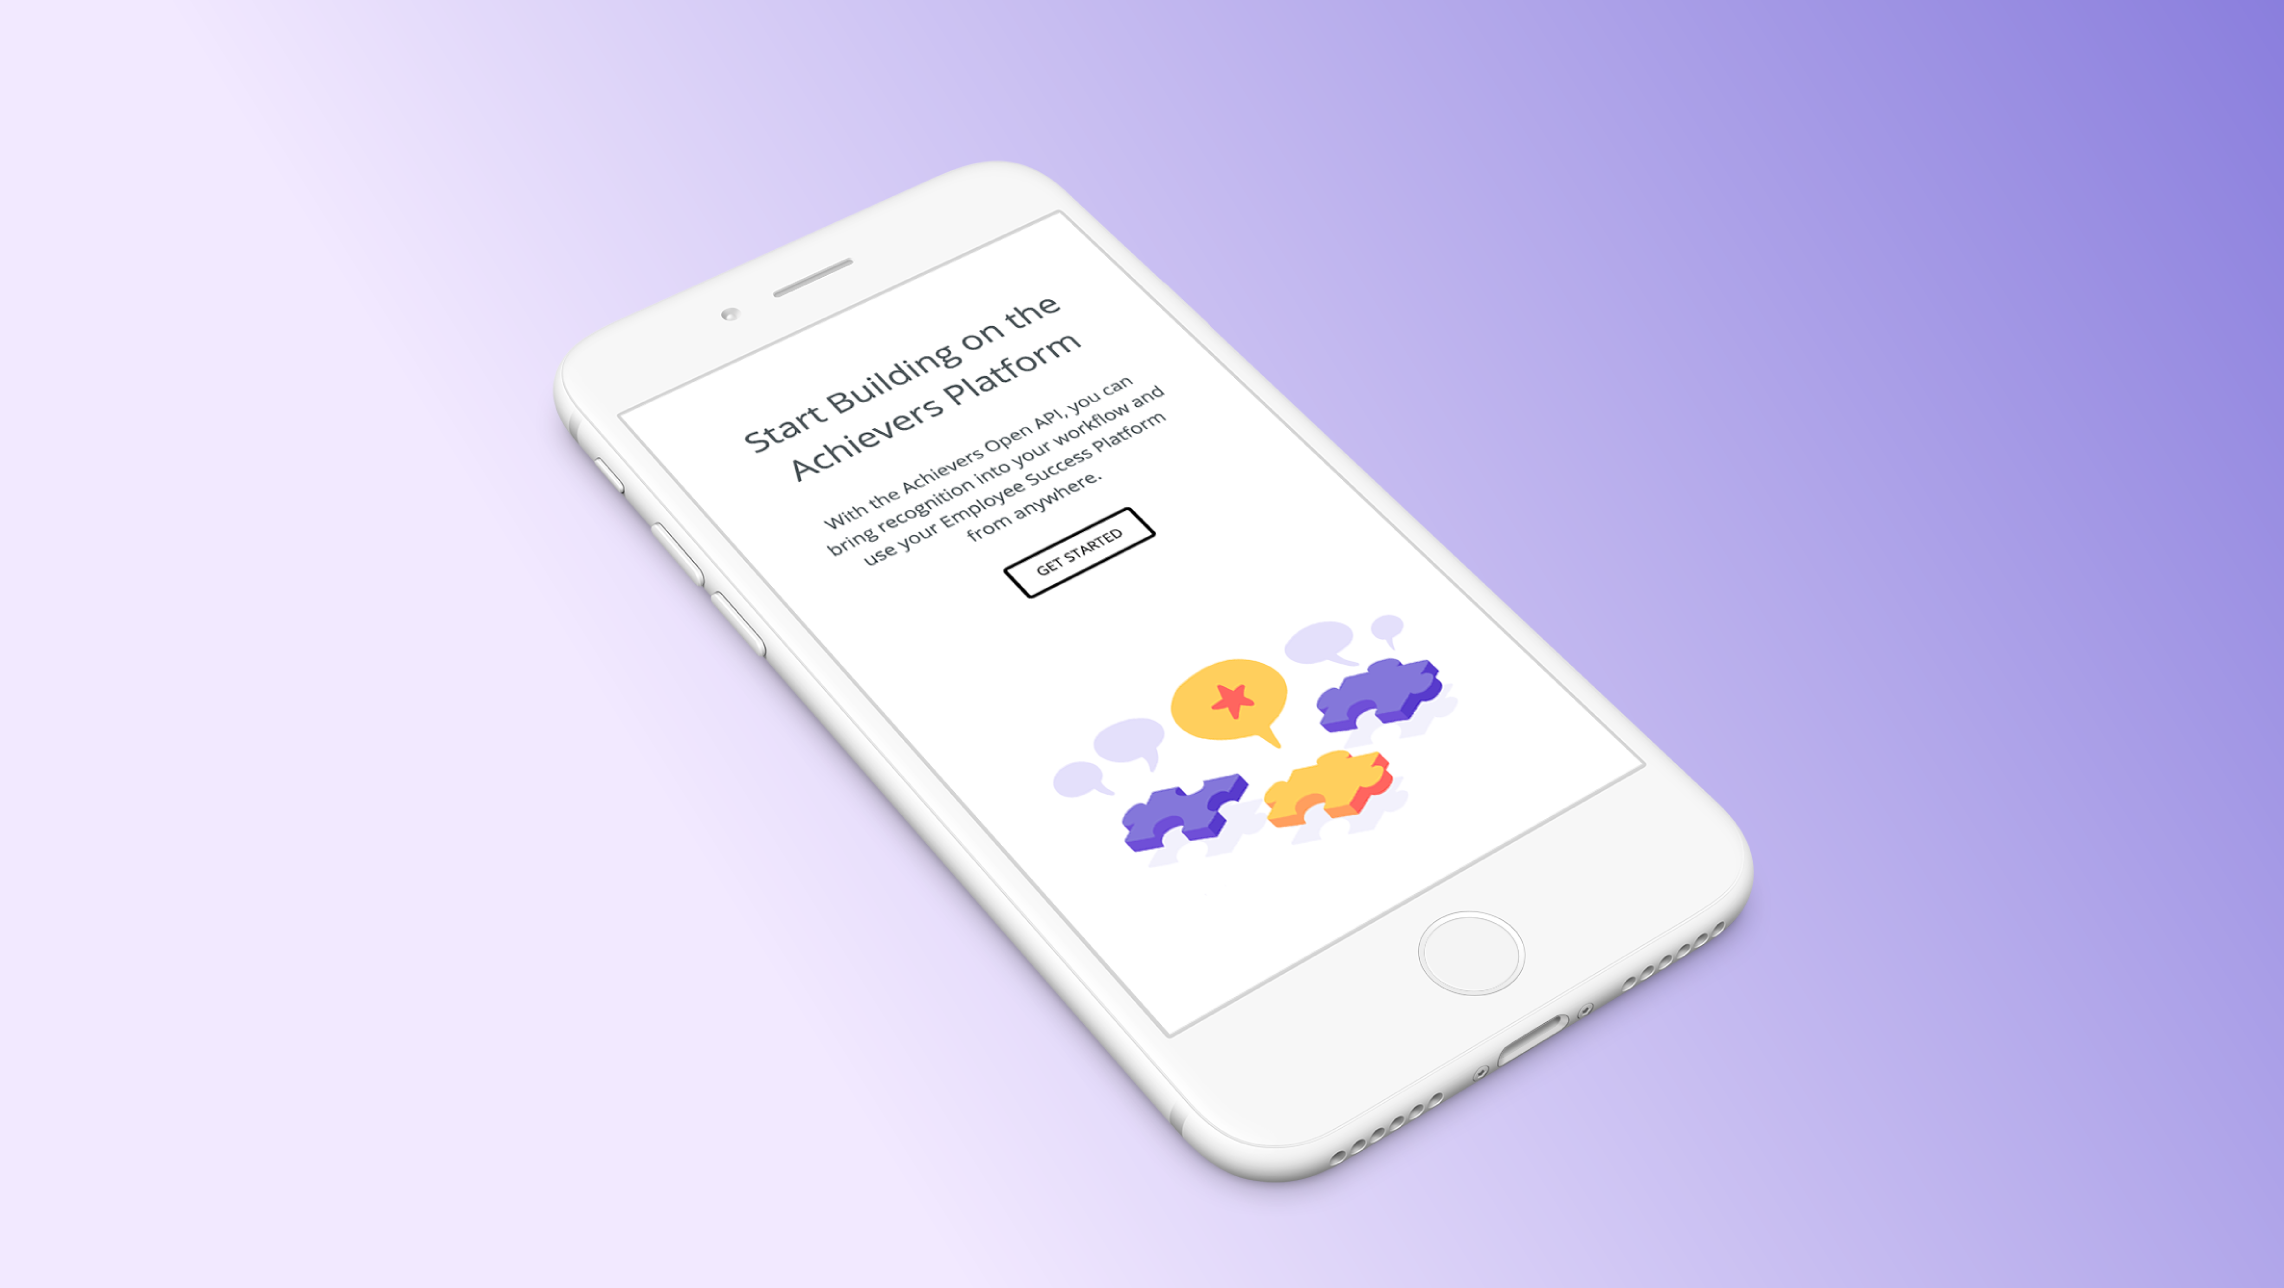 Start Building on the
Achievers Platform
With the Achievers Open API, you can
bring recognition into your workflow and
use your Employee Success Platform
from anywhere.
GET STARTED